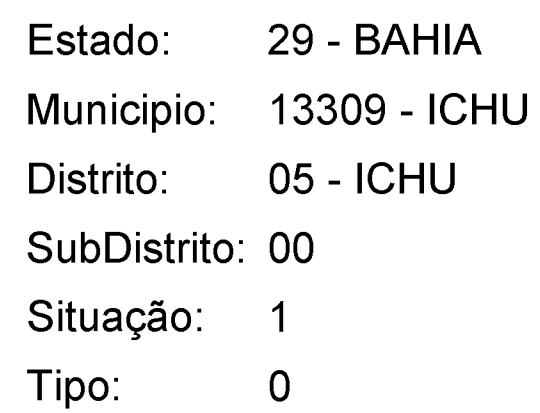 Estado: 29 - BAHIA
Municipio: 13309 - ICHU
Distrito: 05 - ICHU
SubDistrito: 00
Situação: 1
Tipo: 0